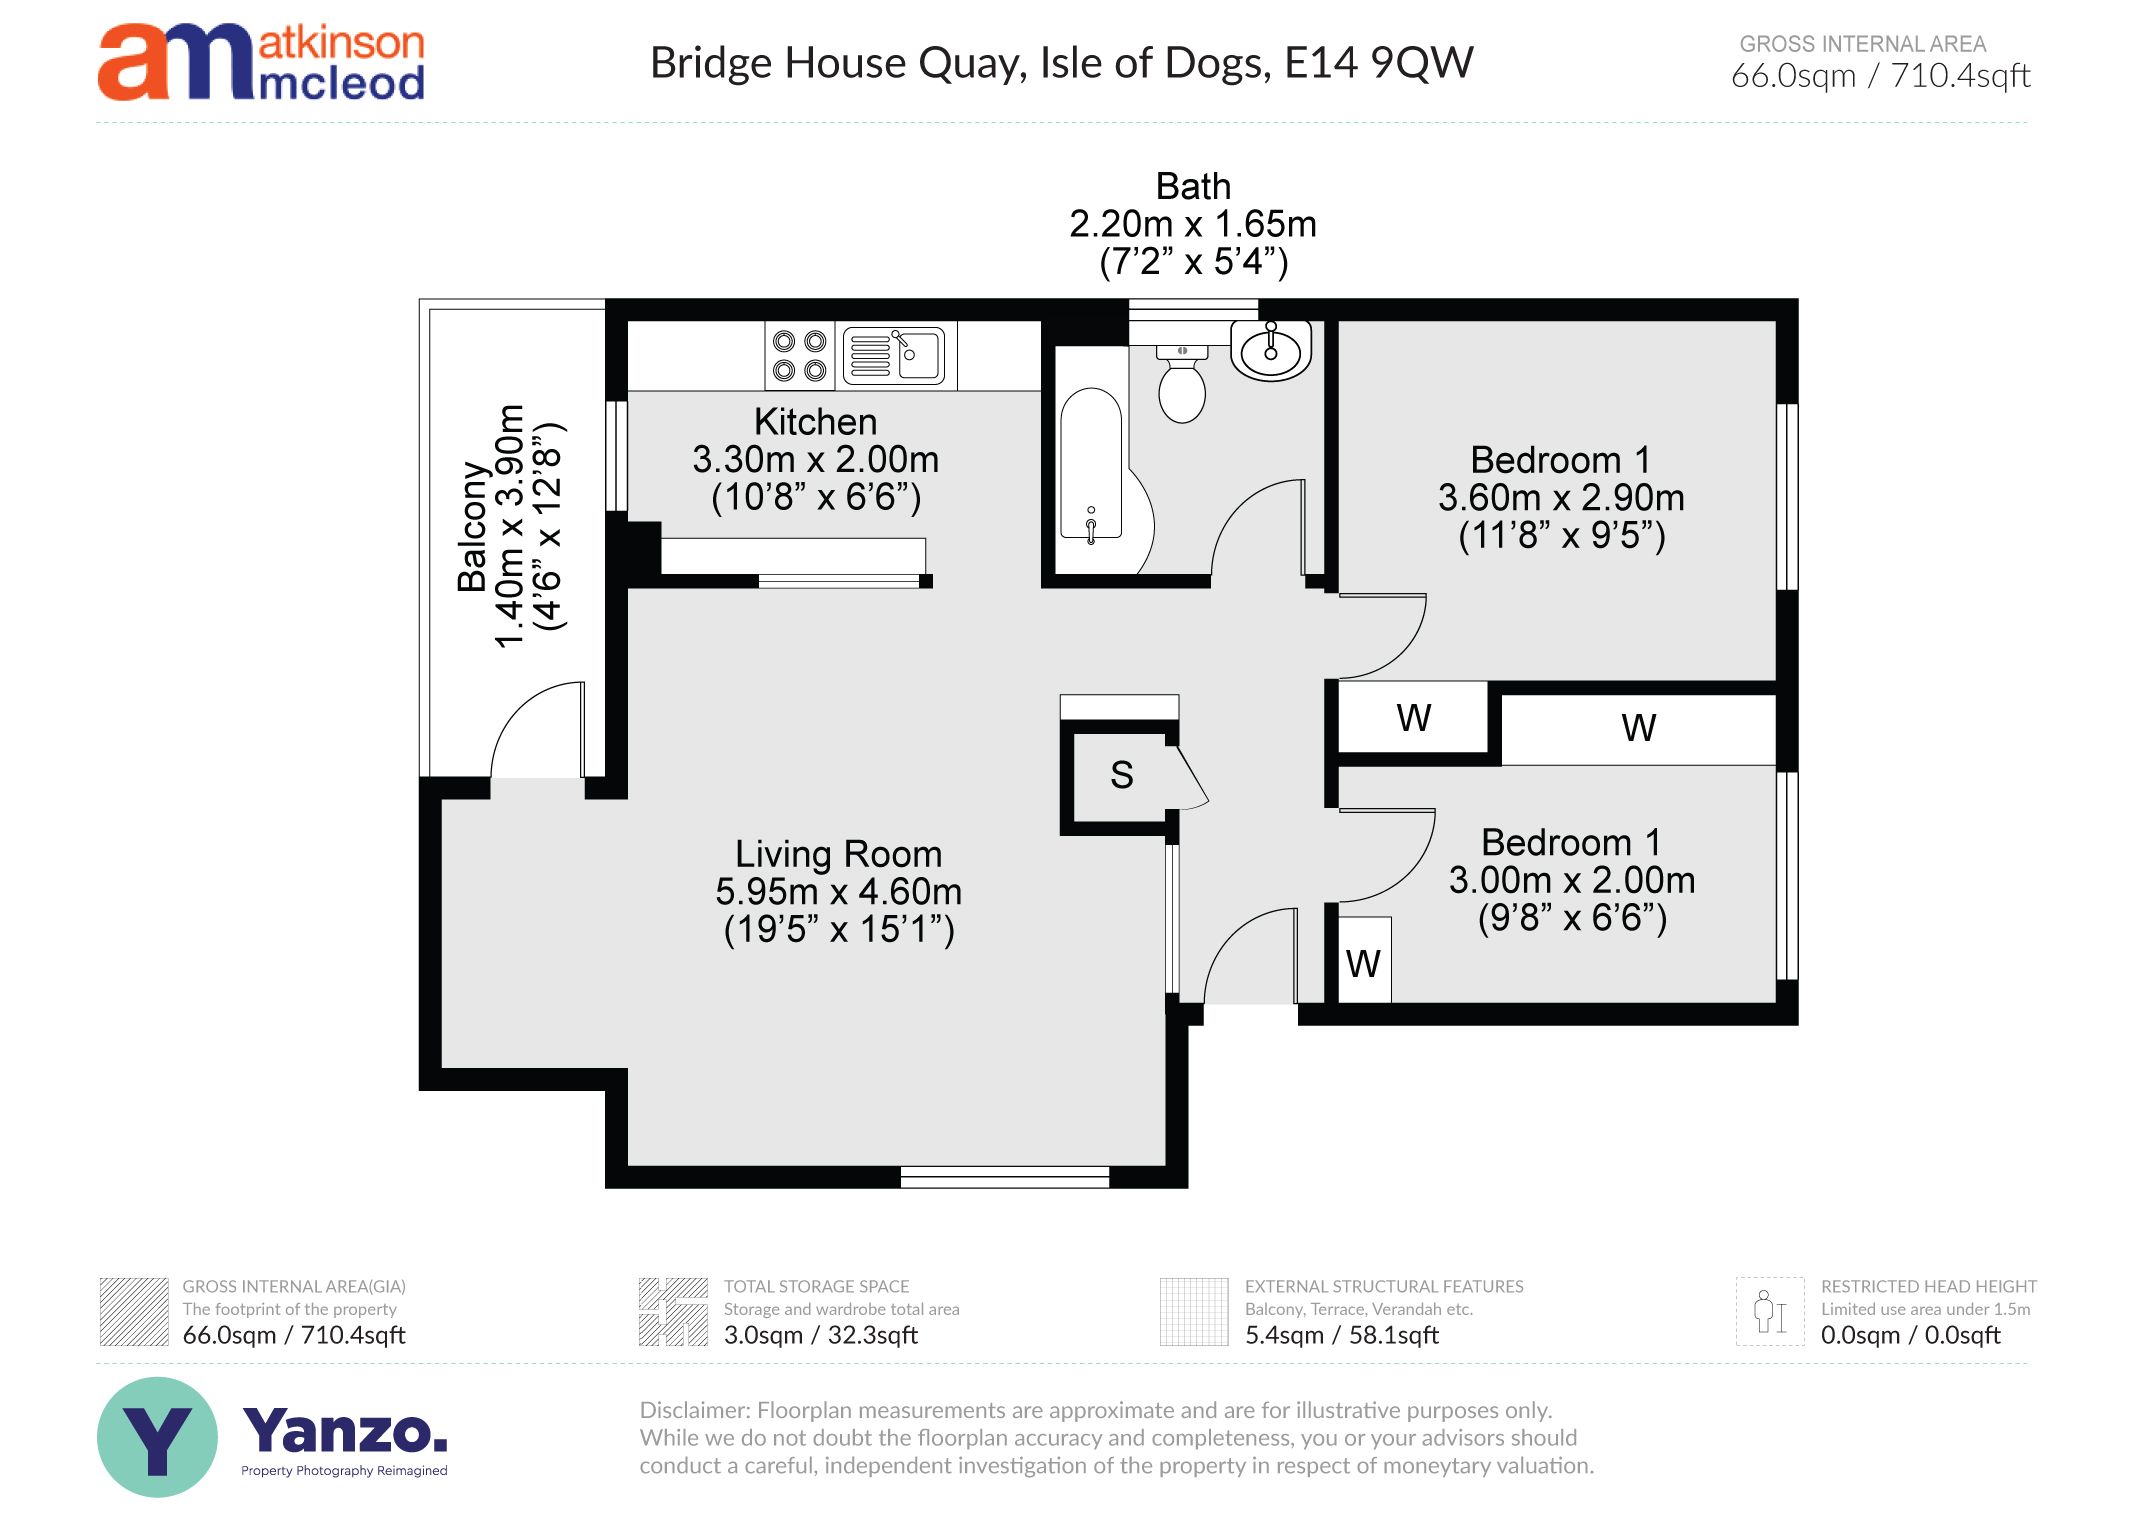 am atkinson
mcleod
Bridge House Quay, Isle of Dogs, E14 9QW
GROSS INTERNAL AREA
66.0sqm / 710.4sqft
Bath
2.20m x 1.65m
(7’2” x 5’4”)
Kitchen
3.30m x 2.00m
(10’8” x 6’6”)
Balcony
1.40m x 3.90m
(4’6” x 12’8”)
Bedroom 1
3.60m x 2.90m
(11’8” x 9’5”)
W
W
S
Living Room
5.95m x 4.60m
(19’5” x 15’1”)
Bedroom 1
3.00m x 2.00m
(9’8” x 6’6”)
W
GROSS INTERNAL AREA(GIA)
The footprint of the property
66.0sqm / 710.4sqft
TOTAL STORAGE SPACE
Storage and wardrobe total area
3.0sqm / 32.3sqft
EXTERNAL STRUCTURAL FEATURES
Balcony, Terrace, Verandah etc.
5.4sqm / 58.1sqft
RESTRICTED HEAD HEIGHT
Limited use area under 1.5m
0.0sqm / 0.0sqft
Y
Yanzo.
Property Photography Reimagined
Disclaimer: Floorplan measurements are approximate and are for illustrative purposes only.
While we do not doubt the floorplan accuracy and completeness, you or your advisors should
conduct a careful, independent investigation of the property in respect of moneytary valuation.